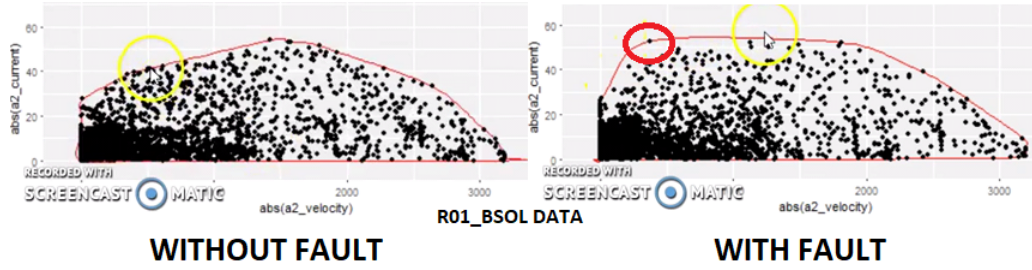 60
40
20
0
abs(a2_current)
2000
3000
abs(a2_velocity)
RECORDED WITH
SCREENCAST MATIC
WITHOUT FAULT
60
40
20
0
abs(a2_current)
2000
3000
abs(a2_velocity)
RECORDED WITH
SCREENCAST MATIC
WITH FAULT
R01_BSOL DATA